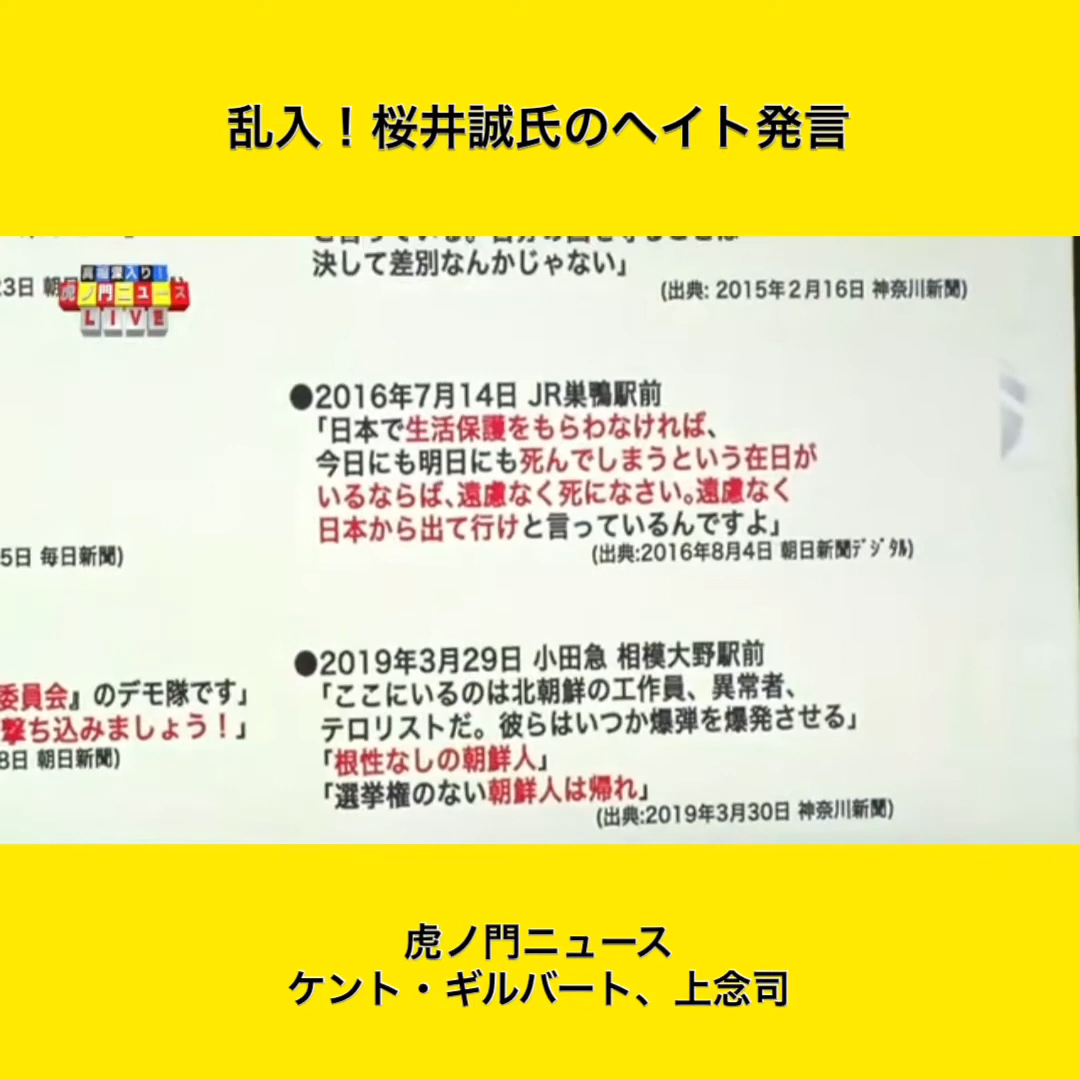 乱入！桜井誠氏のヘイト発言
決して差別なんかじゃない」
(出典: 2015年2月16日 神奈川新聞)
23日 朝
真相深入り！
虎ノ門ニュース
LIVE
●2016年7月14日 JR巣鴨駅前
「日本で生活保護をもらわなければ、
今日にも明日にも死んでしまうという在日が
いるならば、遠慮なく死になさい。遠慮なく
日本から出て行けと言っているんですよ」
(出典:2016年8月4日 朝日新聞ﾃﾞｼﾞﾀﾙ)
5日 毎日新聞)
●2019年3月29日 小田急 相模大野駅前
「ここにいるのは北朝鮮の工作員、異常者、
テロリストだ。彼らはいつか爆弾を爆発させる」
「根性なしの朝鮮人」
「選挙権のない朝鮮人は帰れ」
(出典:2019年3月30日 神奈川新聞)
委員会』のデモ隊です」
撃ち込みましょう！」
8日 朝日新聞)
虎ノ門ニュース
ケント・ギルバート、上念司